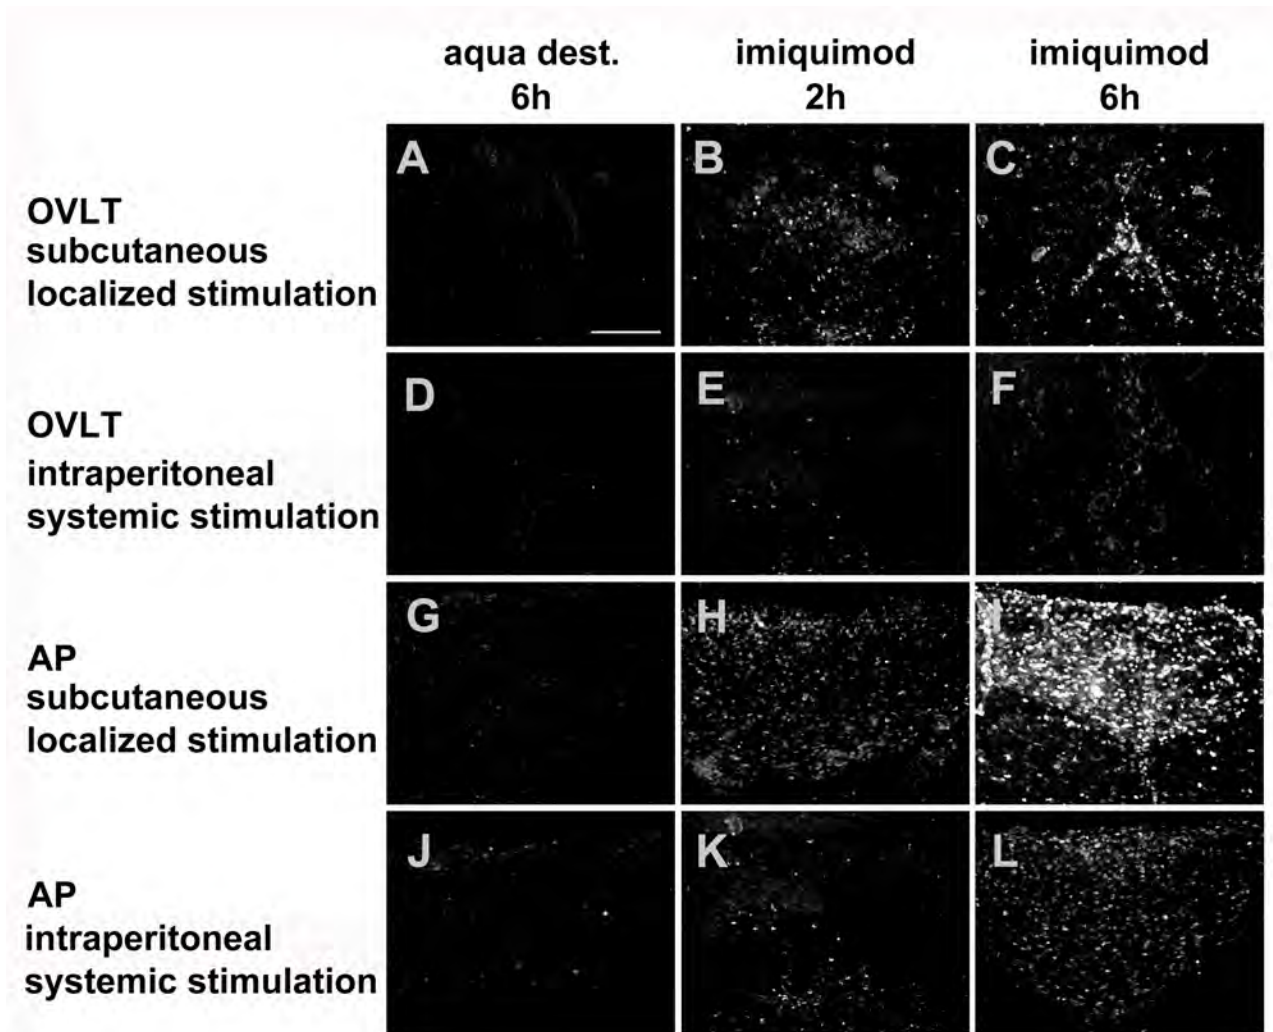 aqua dest.
6h
imiquimod
2h
imiquimod
6h
OVLT
subcutaneous
localized stimulation
A
B
C
OVLT
intraperitoneal
systemic stimulation
D
E
F
AP
subcutaneous
localized stimulation
G
H
I
AP
intraperitoneal
systemic stimulation
J
K
L